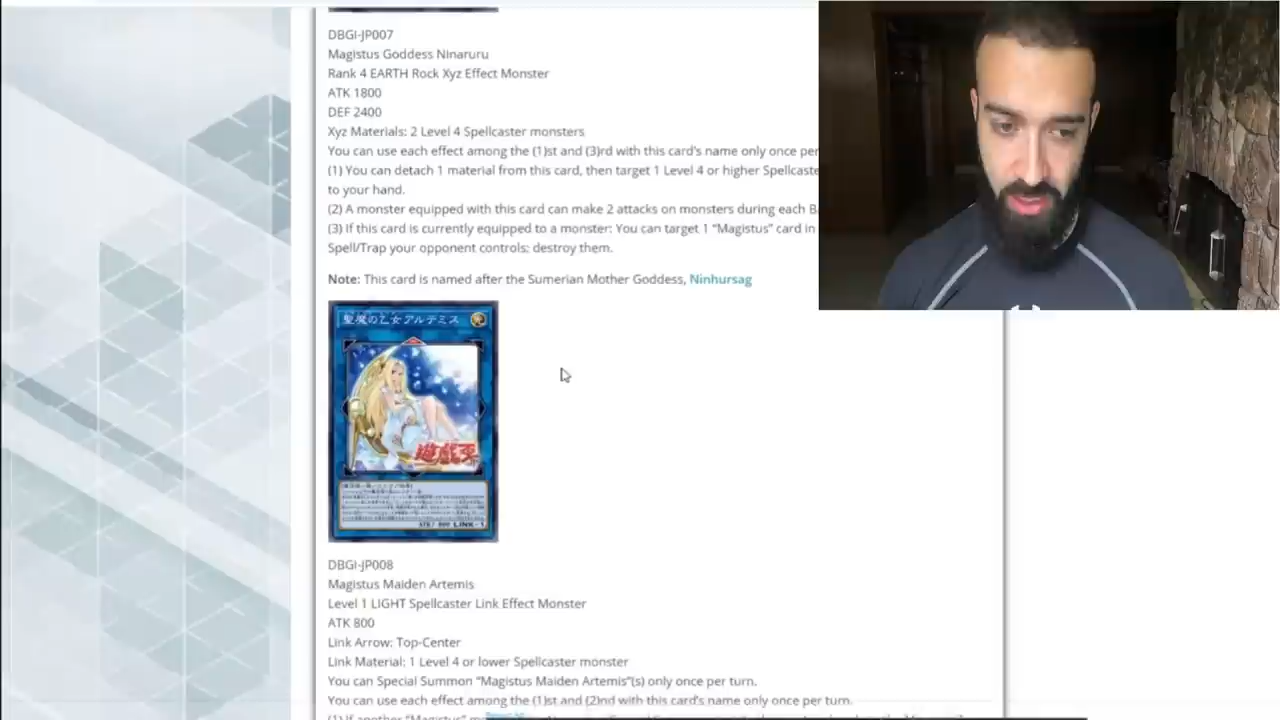 DBGI-JP007
Magistus Goddess Ninaruru
Rank 4 EARTH Rock Xyz Effect Monster
ATK 1800
DEF 2400
Xyz Materials: 2 Level 4 Spellcaster monsters
You can use each effect among the (1)st and (3)rd with this card's name only once per
(1) You can detach 1 material from this card, then target 1 Level 4 or higher Spellcaste
to your hand.
(2) A monster equipped with this card can make 2 attacks on monsters during each B
(3) If this card is currently equipped to a monster: You can target 1 "Magistus" card in
Spell/Trap your opponent controls; destroy them.
Note: This card is named after the Sumerian Mother Goddess, Ninhursag
聖魔の乙女アルテミス
遊戯王
ATK/ 800 LINK-1
DBGI-JP008
Magistus Maiden Artemis
Level 1 LIGHT Spellcaster Link Effect Monster
ATK 800
Link Arrow: Top-Center
Link Material: 1 Level 4 or lower Spellcaster monster
You can Special Summon "Magistus Maiden Artemis"(s) only once per turn.
You can use each effect among the (1)st and (2)nd with this card's name only once per turn.
(1) If another "Magistus"